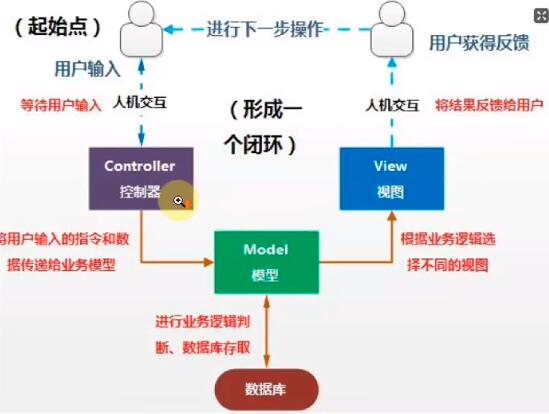 （起始点）
进行下一步操作
用户输入
用户获得反馈
等待用户输入
人机交互
（形成一
个闭环）
人机交互
将结果反馈给用户
Controller
控制器
View
视图
将用户输入的指令和数
据传递给业务模型
Model
模型
根据业务逻辑选
择不同的视图
进行业务逻辑判
断、数据库存取
数据库